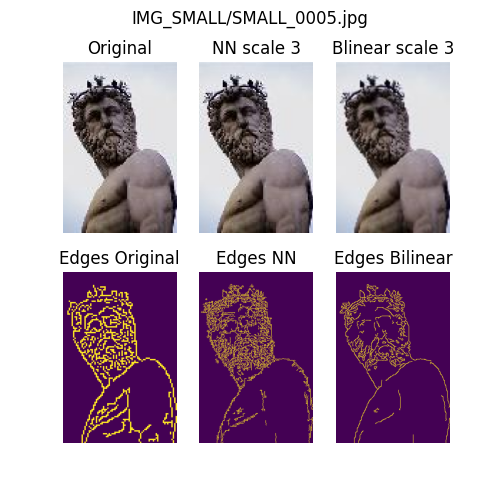 IMG_SMALL/SMALL_0005.jpg
Original
NN scale 3
Blinear scale 3
Edges Original
Edges NN
Edges Bilinear